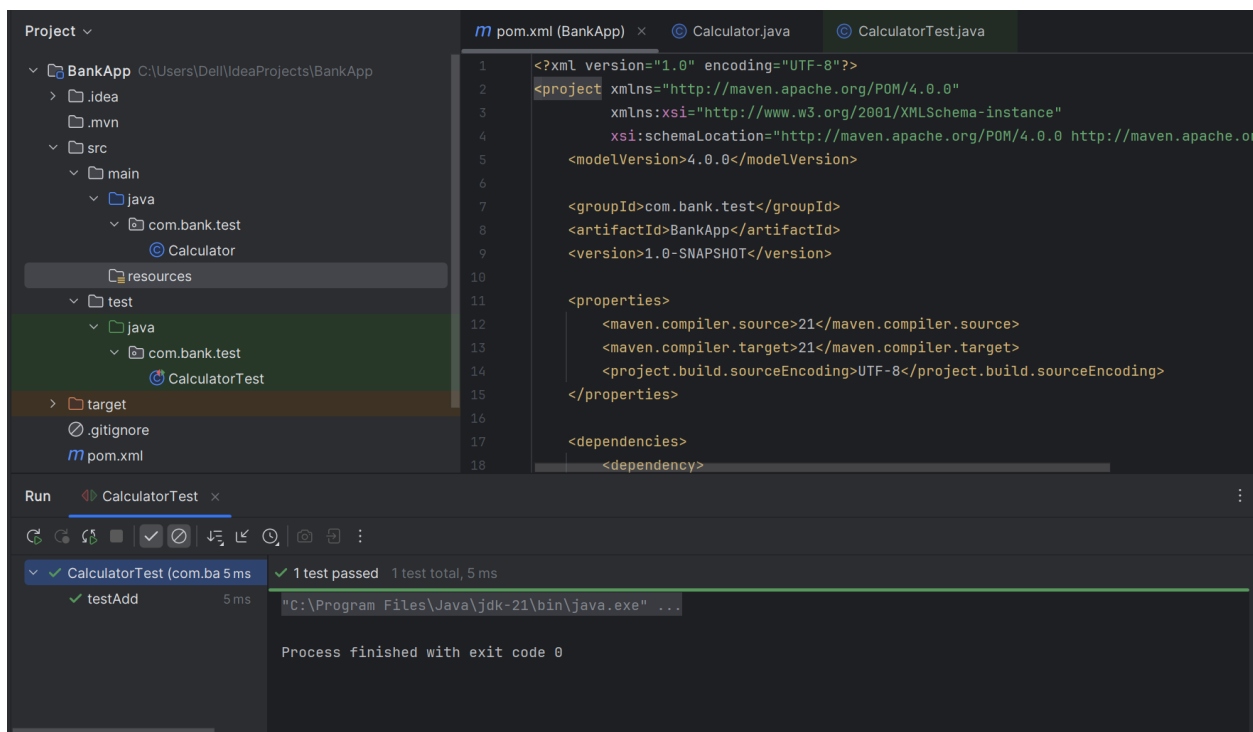 Project
BankApp C:\Users\Dell\IdeaProjects\BankApp
.idea
.mvn
src
main
java
com.bank.test
Calculator
resources
test
java
com.bank.test
CalculatorTest
target
.gitignore
m pom.xml
m pom.xml (BankApp) ×
© Calculator.java
© CalculatorTest.java
1 <?xml version="1.0" encoding="UTF-8"?>
2 <project xmlns="http://maven.apache.org/POM/4.0.0"
3 xmlns:xsi="http://www.w3.org/2001/XMLSchema-instance"
4 xsi:schemaLocation="http://maven.apache.org/POM/4.0.0 http://maven.apache.or
5 <modelVersion>4.0.0</modelVersion>
6
7 <groupId>com.bank.test</groupId>
8 <artifactId>BankApp</artifactId>
9 <version>1.0-SNAPSHOT</version>
10
11 <properties>
12 <maven.compiler.source>21</maven.compiler.source>
13 <maven.compiler.target>21</maven.compiler.target>
14 <project.build.sourceEncoding>UTF-8</project.build.sourceEncoding>
15 </properties>
16
17 <dependencies>
18 <dependency>
Run CalculatorTest ×
CalculatorTest (com.ba 5 ms
testAdd 5 ms
1 test passed 1 test total, 5 ms
"C:\Program Files\Java\jdk-21\bin\java.exe" ...
Process finished with exit code 0